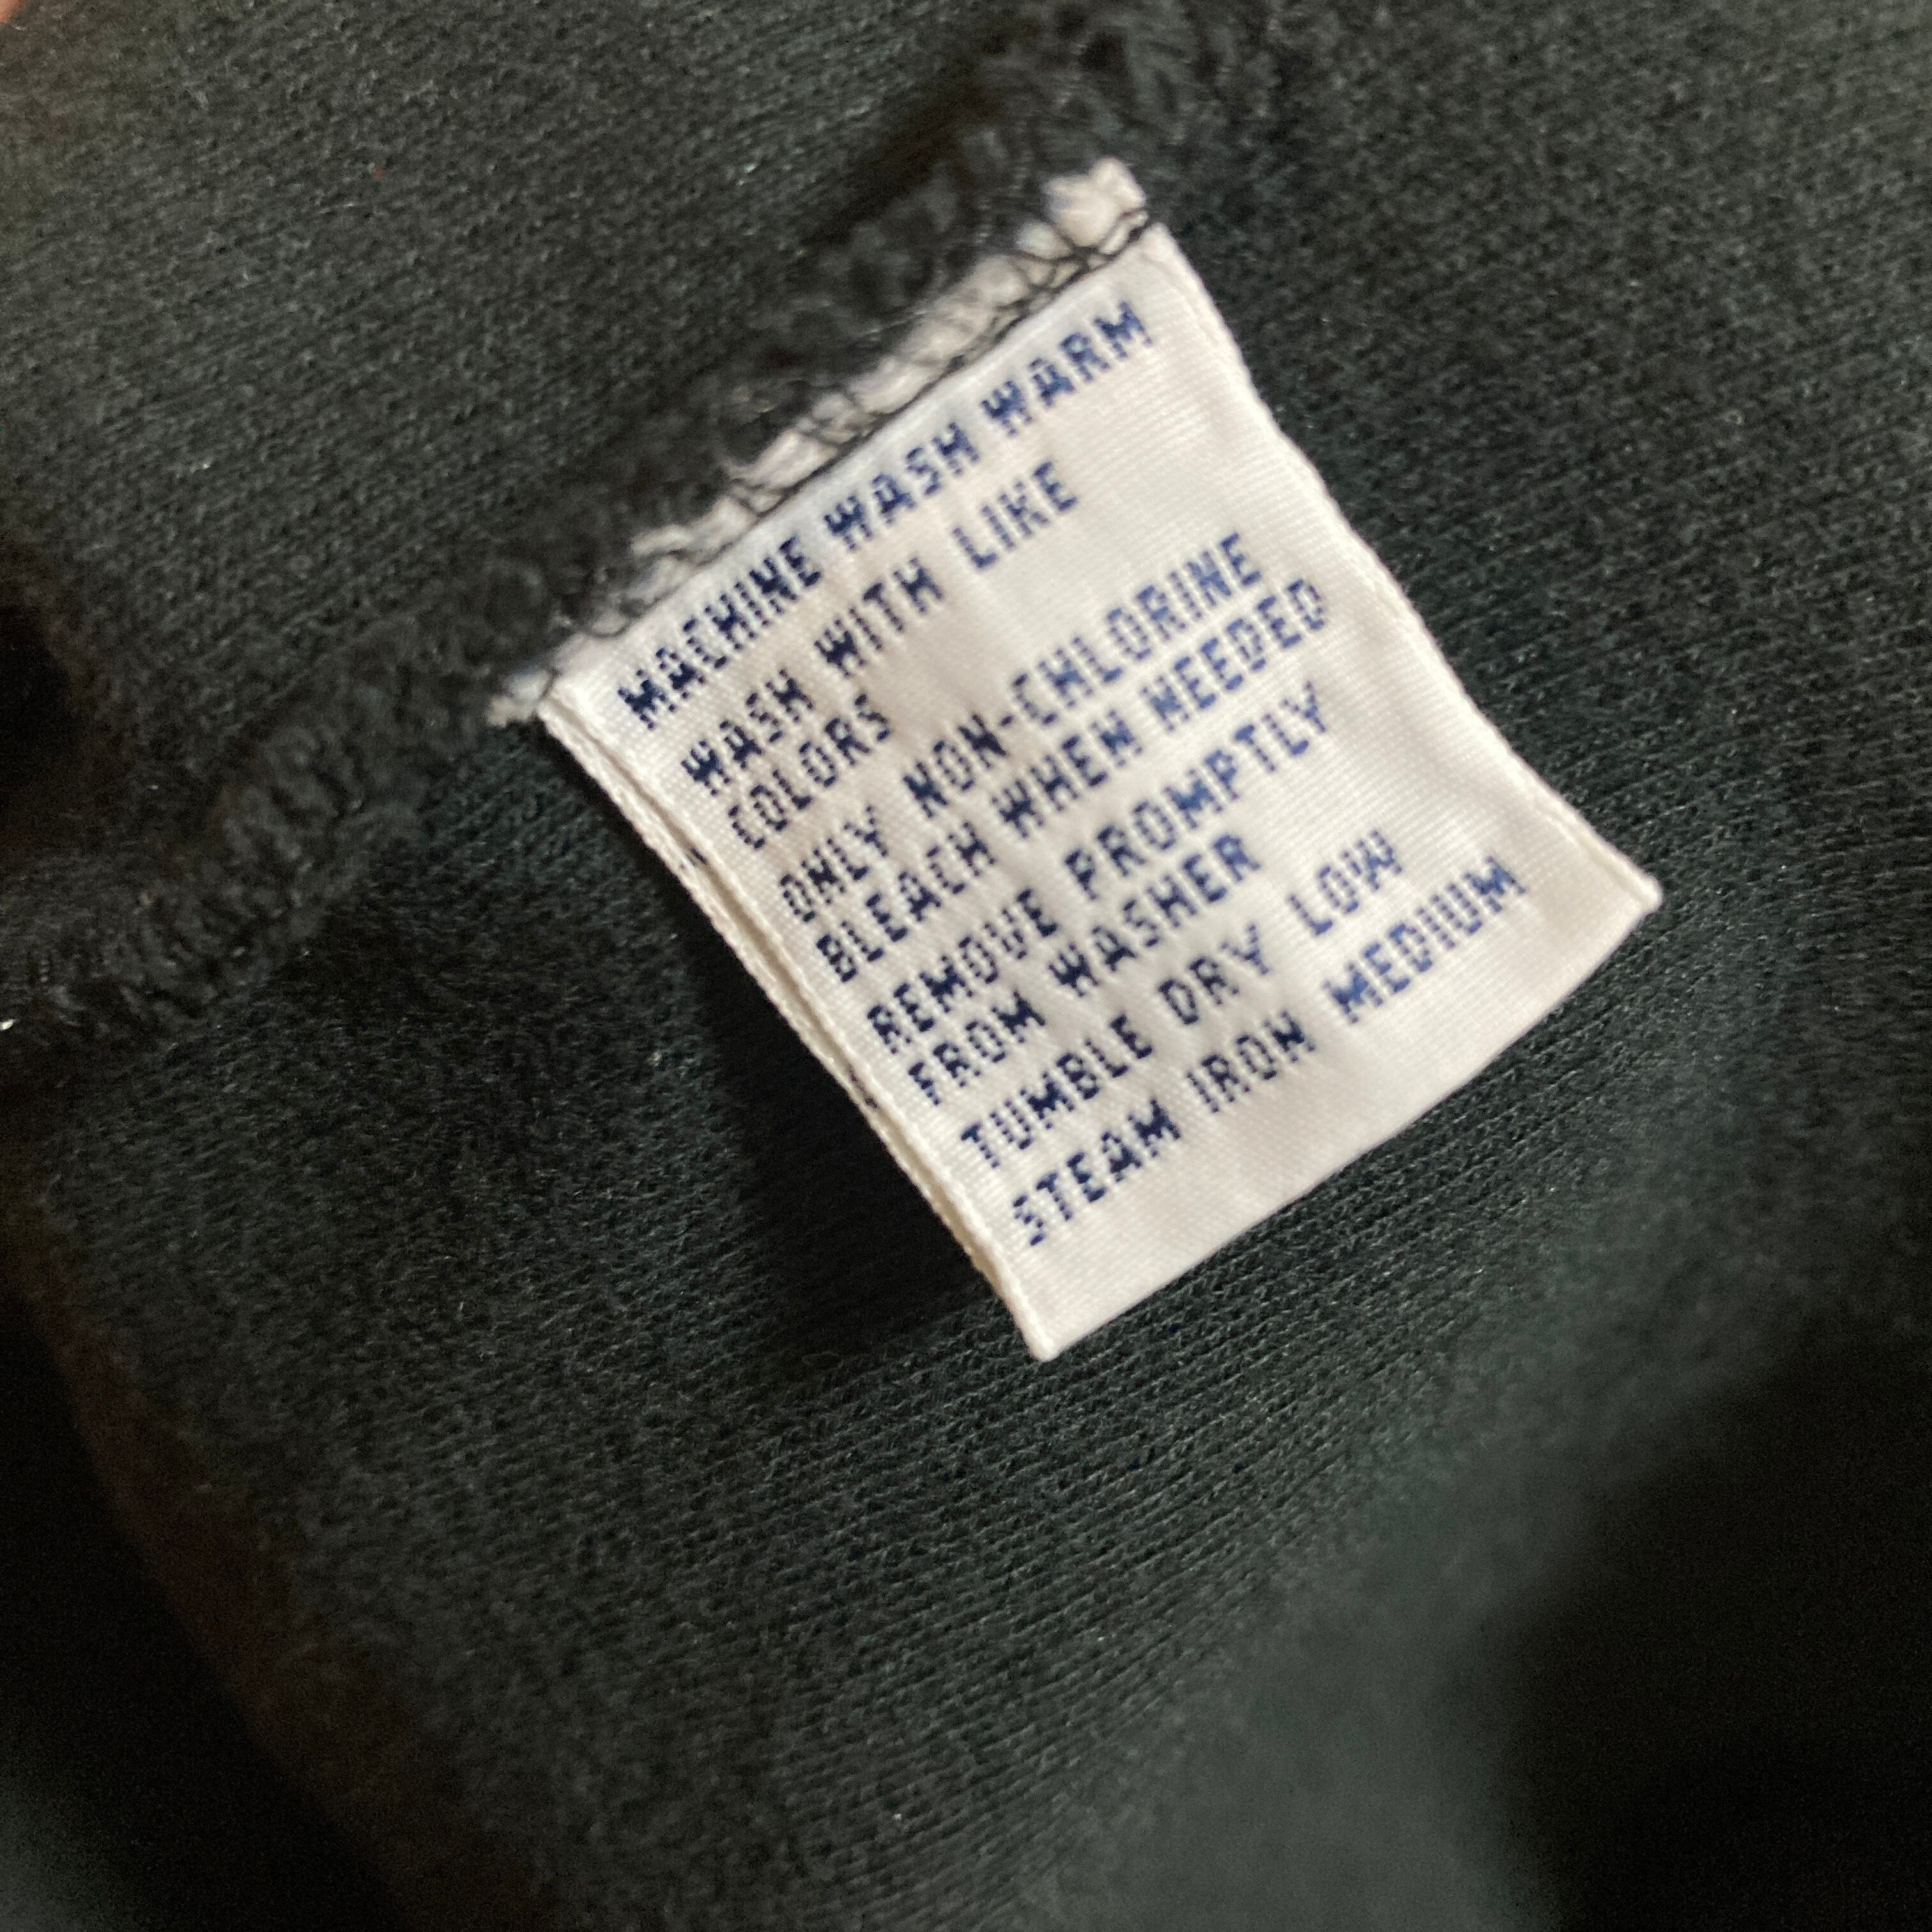 MACHINE WASH WARM
WASH WITH LIKE
COLORS
ONLY NON-CHLORINE
BLEACH WHEN NEEDED
REMOVE PROMPTLY
FROM WASHER
TUMBLE DRY LOW
STEAM IRON MEDIUM